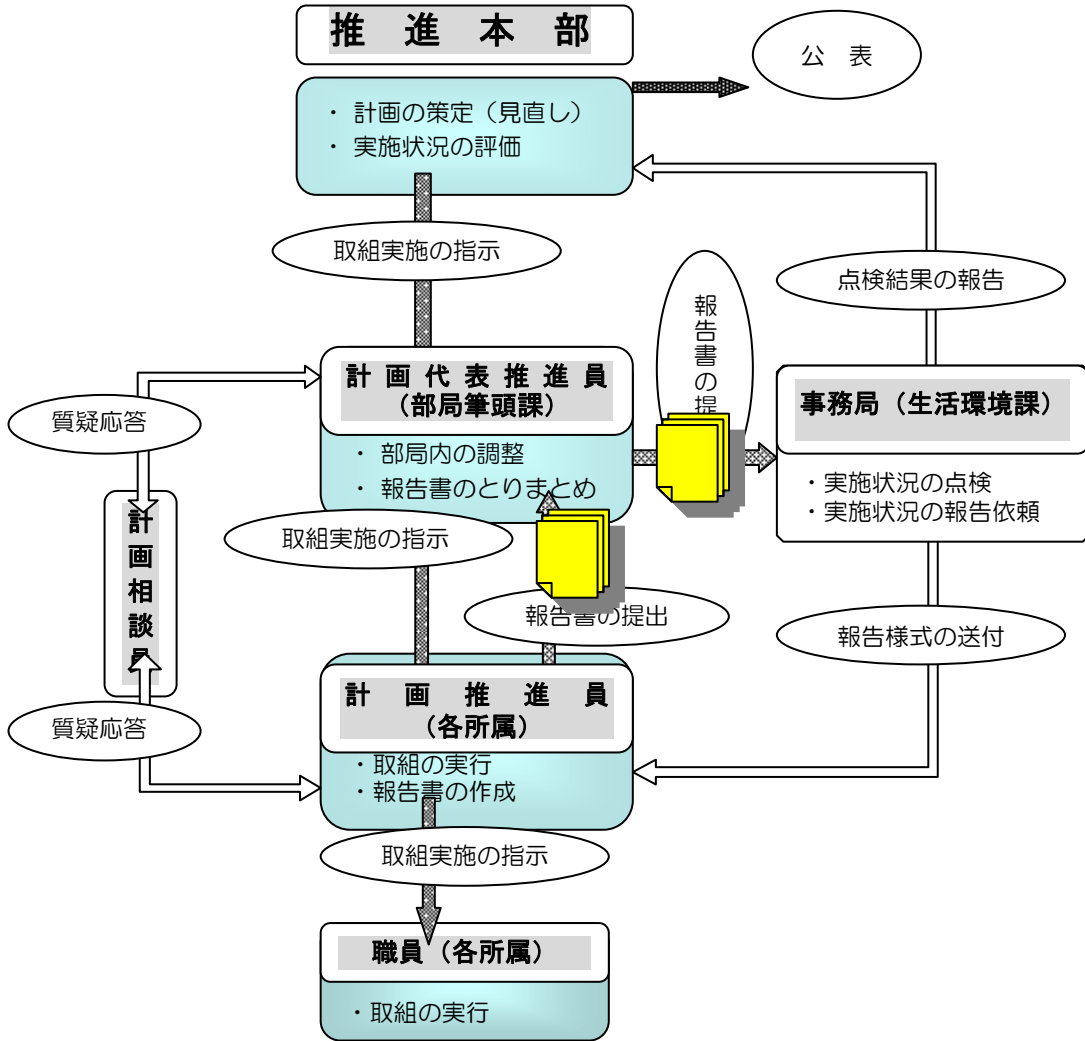 推進本部
公 表
・ 計画の策定（見直し）
・ 実施状況の評価
取組実施の指示
報告書の提
点検結果の報告
計画代表推進員
（部局筆頭課）
・ 部局内の調整
・ 報告書のとりまとめ
事務局（生活環境課）
・実施状況の点検
・実施状況の報告依頼
質疑応答
計画相談員
質疑応答
取組実施の指示
報告書の提出
報告様式の送付
計画推進員
（各所属）
・取組の実行
・報告書の作成
取組実施の指示
職員（各所属）
・取組の実行